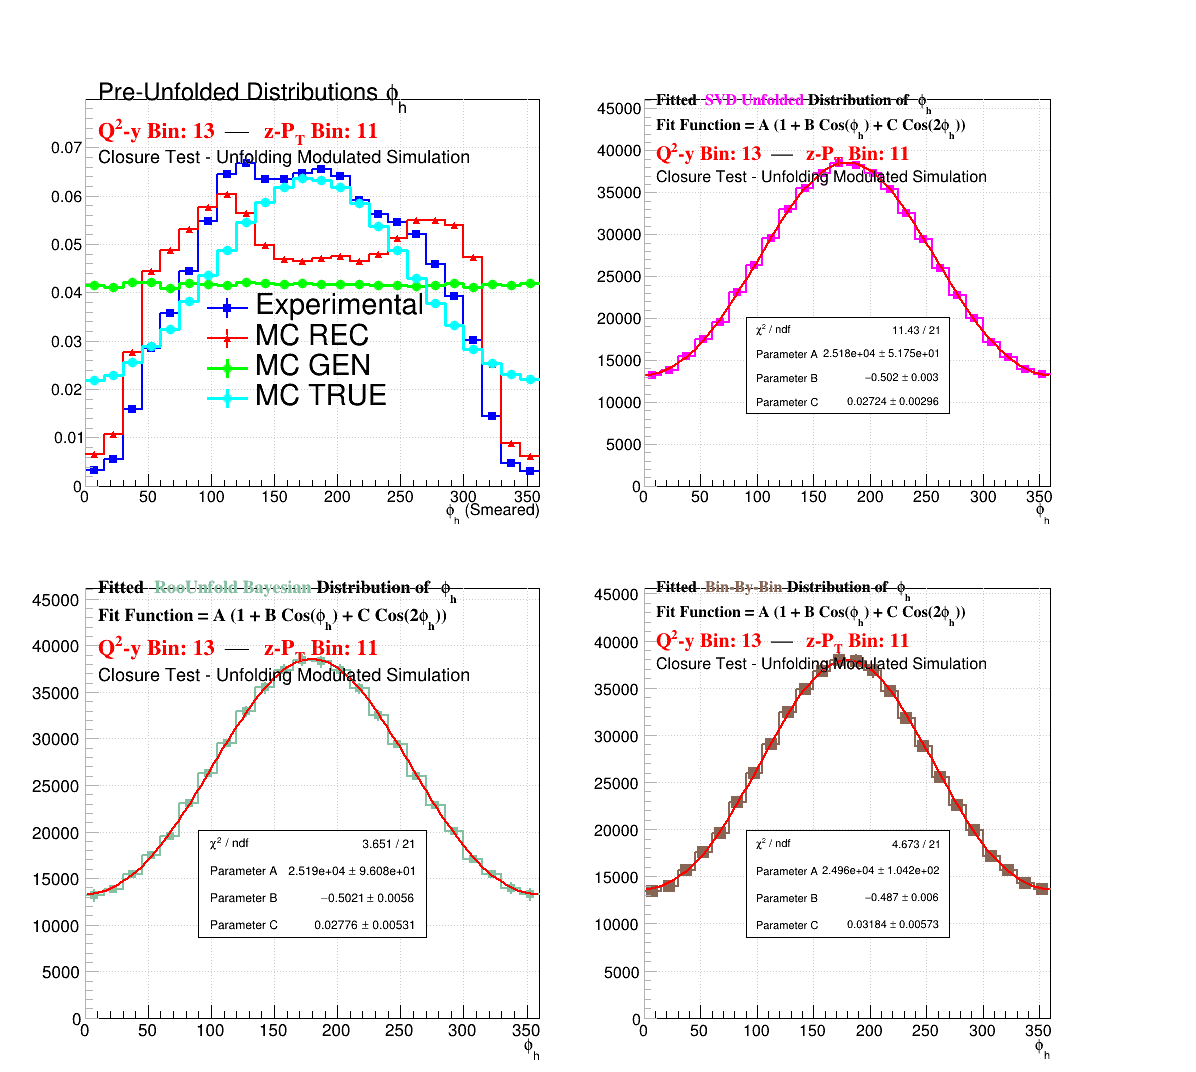 Pre-Unfolded Distributions ϕh
Q²-y Bin: 13 — z-PT Bin: 11
Closure Test - Unfolding Modulated Simulation
0.07
0.06
0.05
0.04
0.03
0.02
0.01
0
Experimental
MC REC
MC GEN
MC TRUE
0 50 100 150 200 250 300 350
ϕh (Smeared)
Fitted SVD Unfolded Distribution of ϕh
Fit Function = A (1 + B Cos(ϕh) + C Cos(2ϕh))
Q²-y Bin: 13 — z-PT Bin: 11
Closure Test - Unfolding Modulated Simulation
45000
40000
35000
30000
25000
20000
15000
10000
5000
0
χ² / ndf 11.43 / 21
Parameter A 2.518e+04 ± 5.175e+01
Parameter B −0.502 ± 0.003
Parameter C 0.02724 ± 0.00296
0 50 100 150 200 250 300 350
ϕh
Fitted RooUnfold Bayesian Distribution of ϕh
Fit Function = A (1 + B Cos(ϕh) + C Cos(2ϕh))
Q²-y Bin: 13 — z-PT Bin: 11
Closure Test - Unfolding Modulated Simulation
45000
40000
35000
30000
25000
20000
15000
10000
5000
0
χ² / ndf 3.651 / 21
Parameter A 2.519e+04 ± 9.608e+01
Parameter B −0.5021 ± 0.0056
Parameter C 0.02776 ± 0.00531
0 50 100 150 200 250 300 350
ϕh
Fitted Bin-By-Bin Distribution of ϕh
Fit Function = A (1 + B Cos(ϕh) + C Cos(2ϕh))
Q²-y Bin: 13 — z-PT Bin: 11
Closure Test - Unfolding Modulated Simulation
45000
40000
35000
30000
25000
20000
15000
10000
5000
0
χ² / ndf 4.673 / 21
Parameter A 2.496e+04 ± 1.042e+02
Parameter B −0.487 ± 0.006
Parameter C 0.03184 ± 0.00573
0 50 100 150 200 250 300 350
ϕh